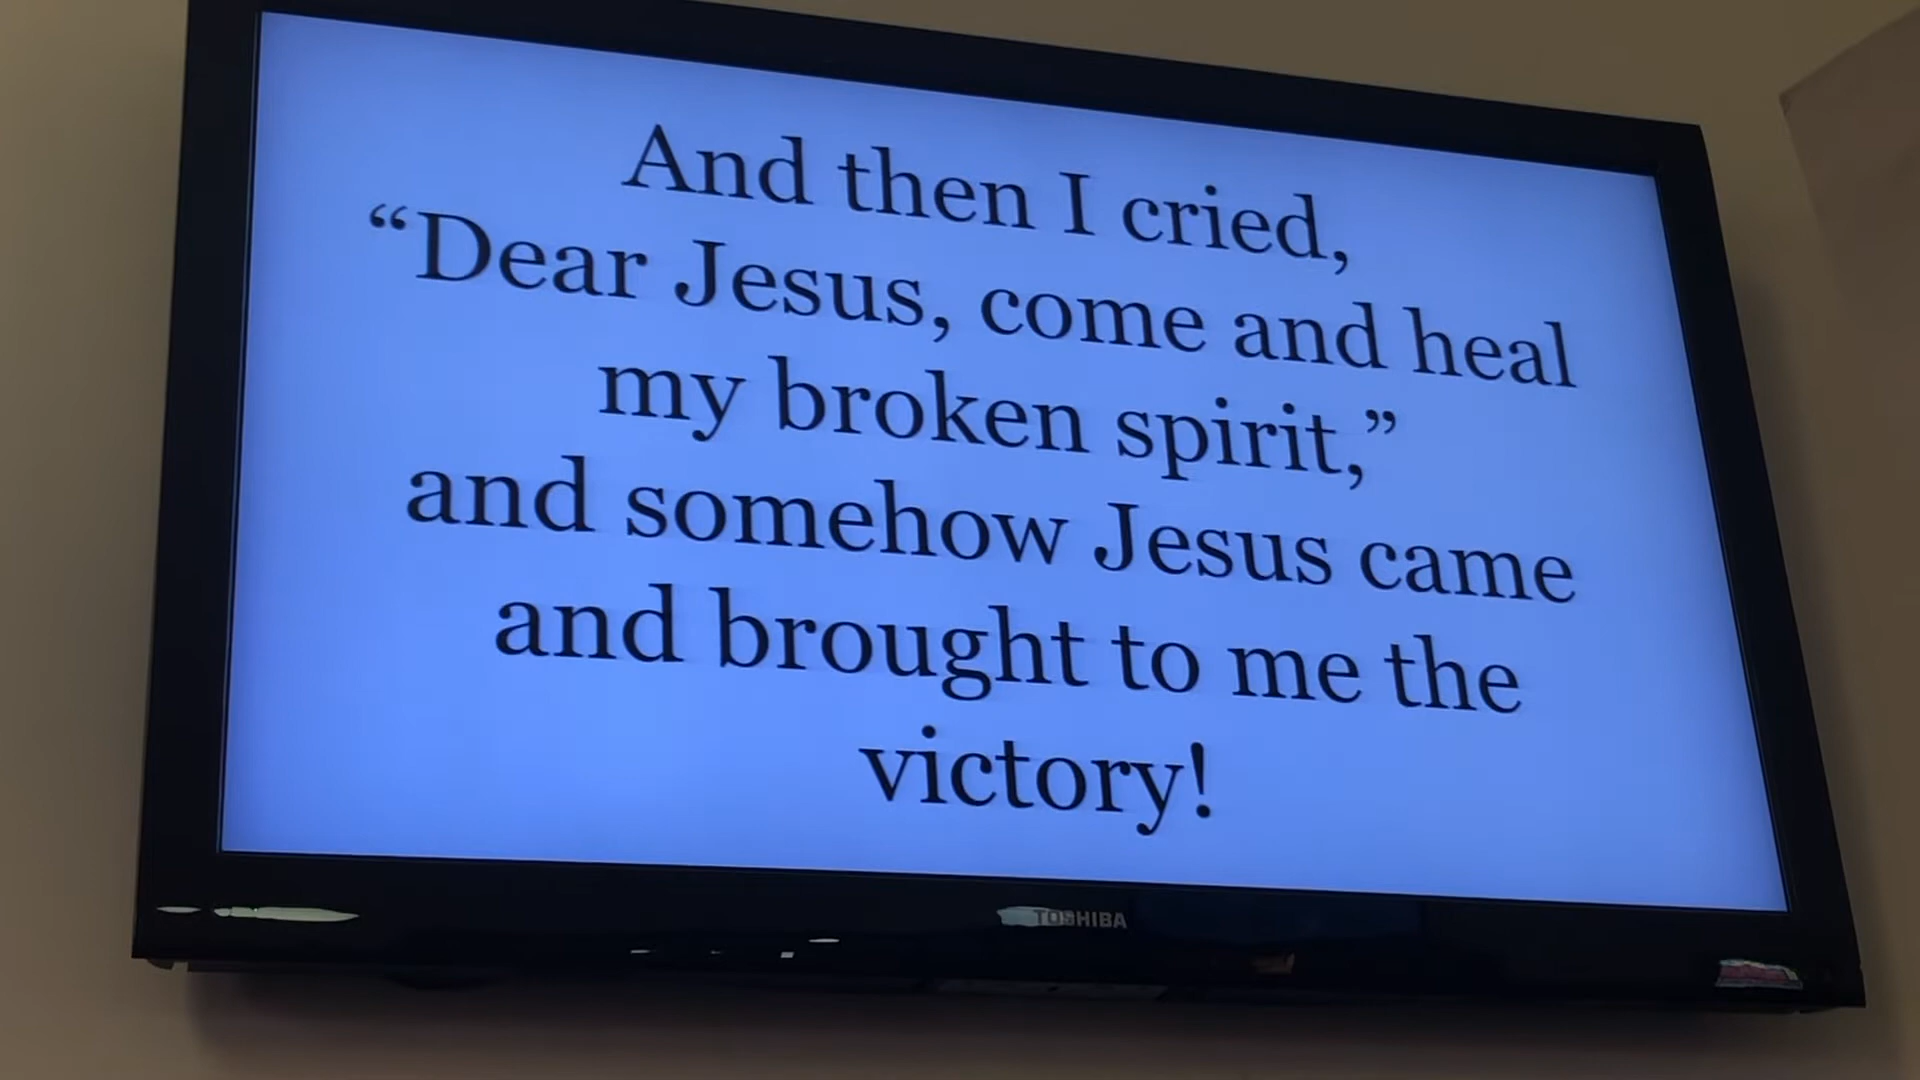 And then I cried,
“Dear Jesus, come and heal
my broken spirit,”
and somehow Jesus came
and brought to me the
victory!
TOSHIBA